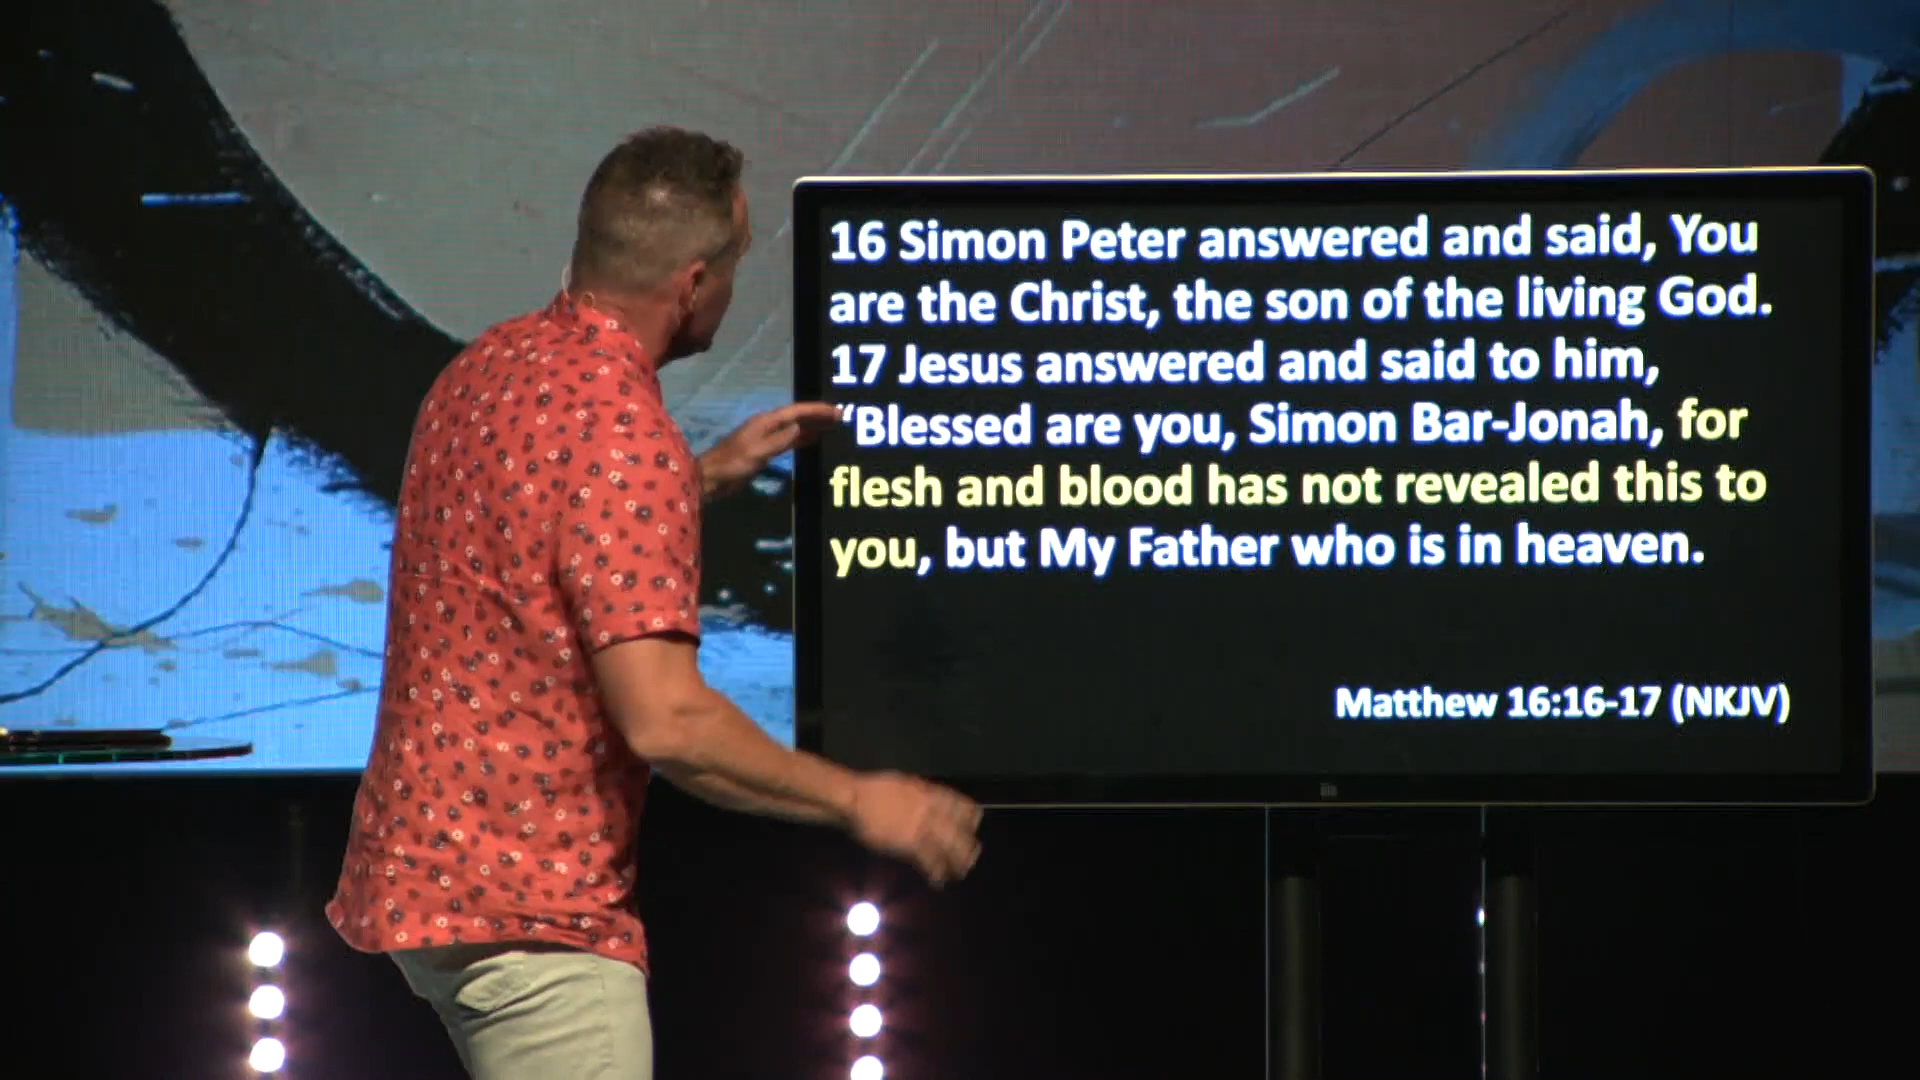 16 Simon Peter answered and said, You
are the Christ, the son of the living God.
17 Jesus answered and said to him,
“Blessed are you, Simon Bar-Jonah, for
flesh and blood has not revealed this to
you, but My Father who is in heaven.
Matthew 16:16-17 (NKJV)